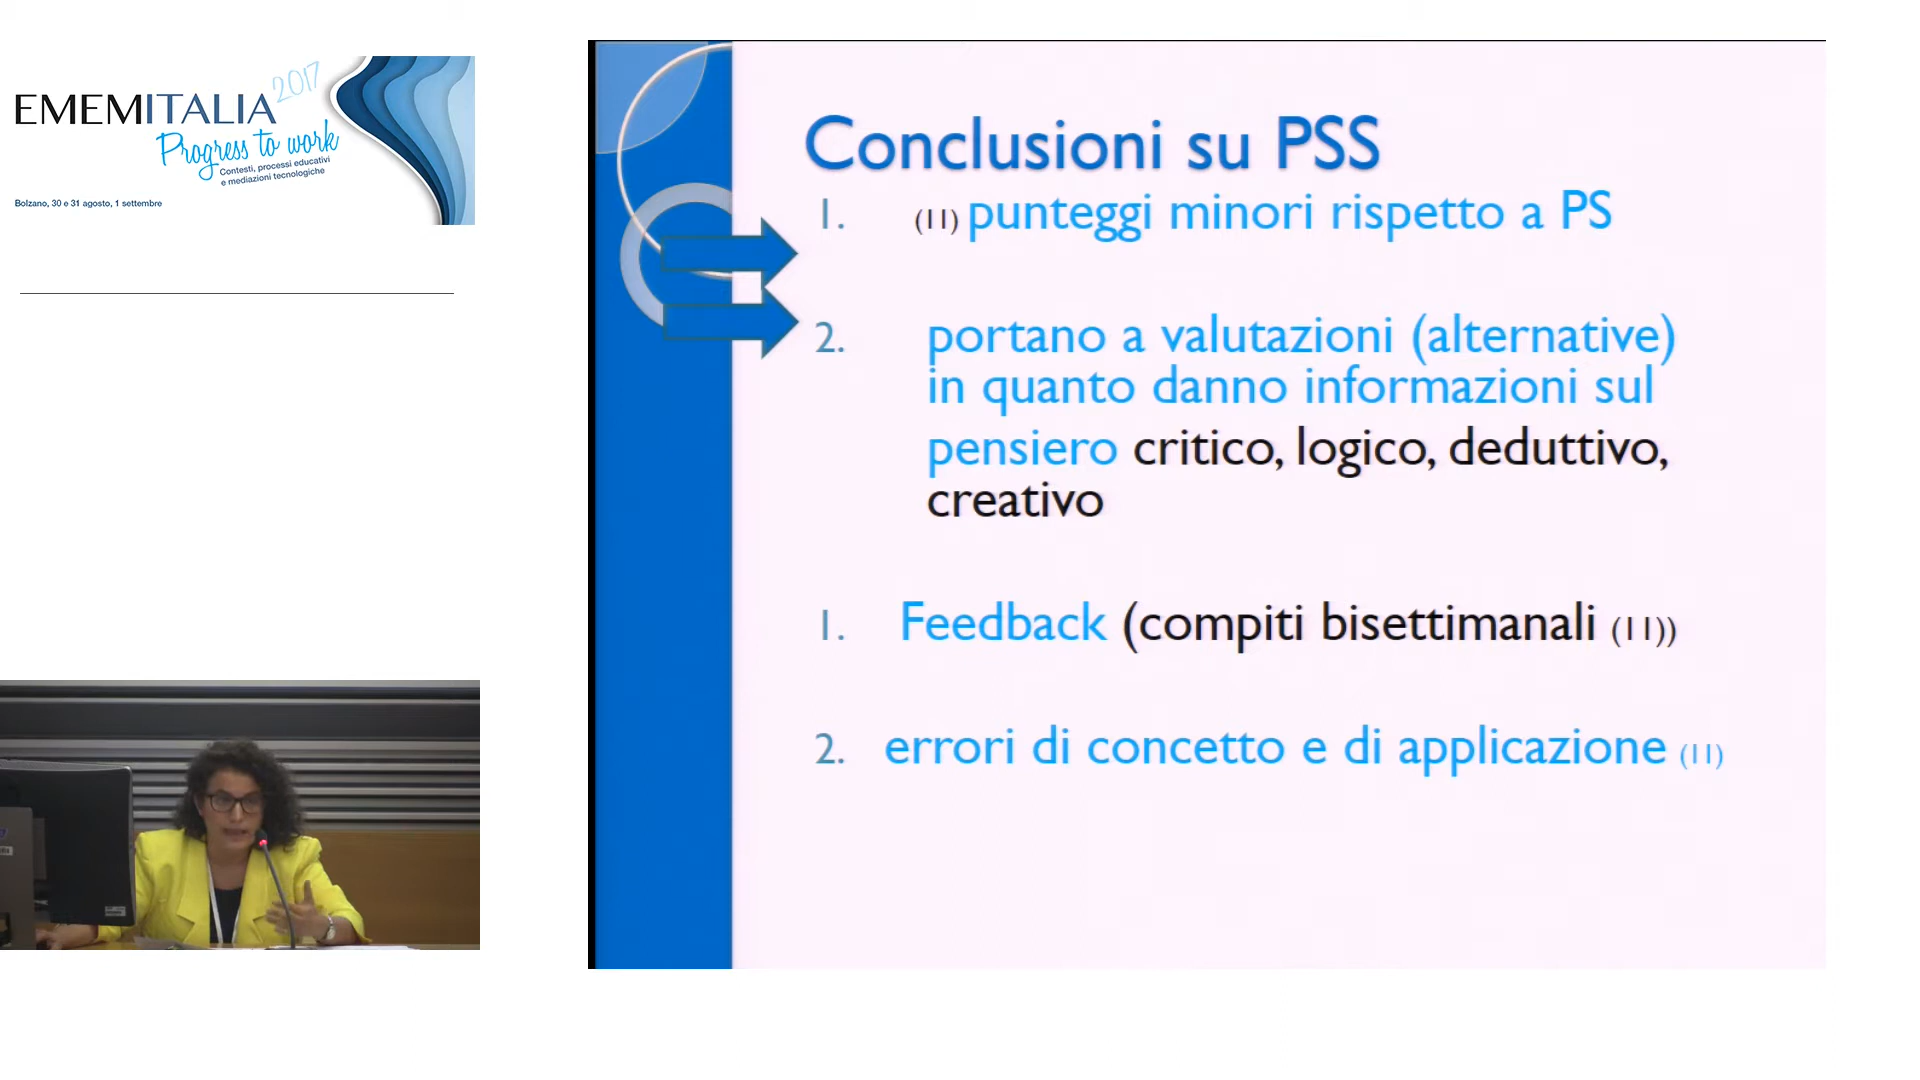 EMEMITALIA 2017
Progress to work
Contesti, processi educativi
e mediazioni tecnologiche
Bolzano, 30 e 31 agosto, 1 settembre
Conclusioni su PSS
1. (11) punteggi minori rispetto a PS
2. portano a valutazioni (alternative)
in quanto danno informazioni sul
pensiero critico, logico, deduttivo,
creativo
1. Feedback (compiti bisettimanali (11))
2. errori di concetto e di applicazione (11)